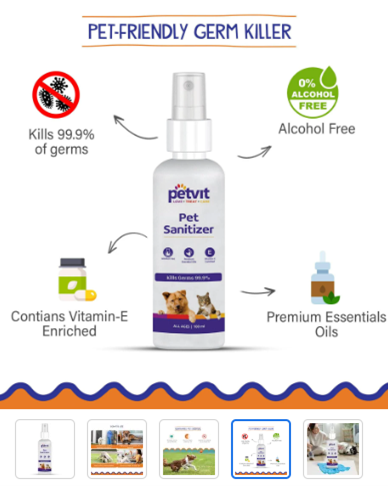 PET-FRIENDLY GERM KILLER
Kills 99.9%
of germs
0%
ALCOHOL
FREE
Alcohol Free
petvit
Pet
Sanitizer
Kills Germs 99.9%
Contians Vitamin-E
Enriched
Premium Essentials
Oils